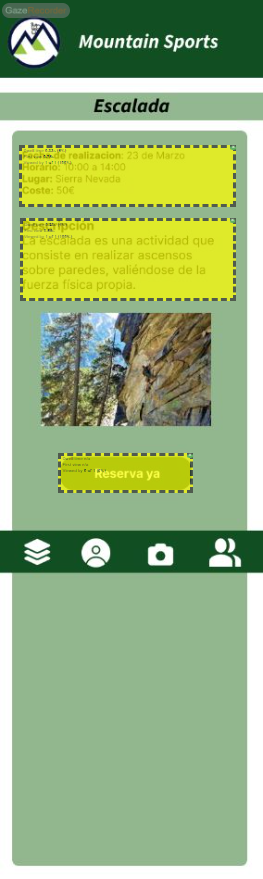 GazeRecorder
Mountain Sports
Escalada
Fecha de realización: 23 de Marzo
Horario: 10:00 a 14:00
Lugar: Sierra Nevada
Coste: 50€
Descripción
La escalada es una actividad que
consiste en realizar ascensos
sobre paredes, valiéndose de la
fuerza física propia.
Reserva ya